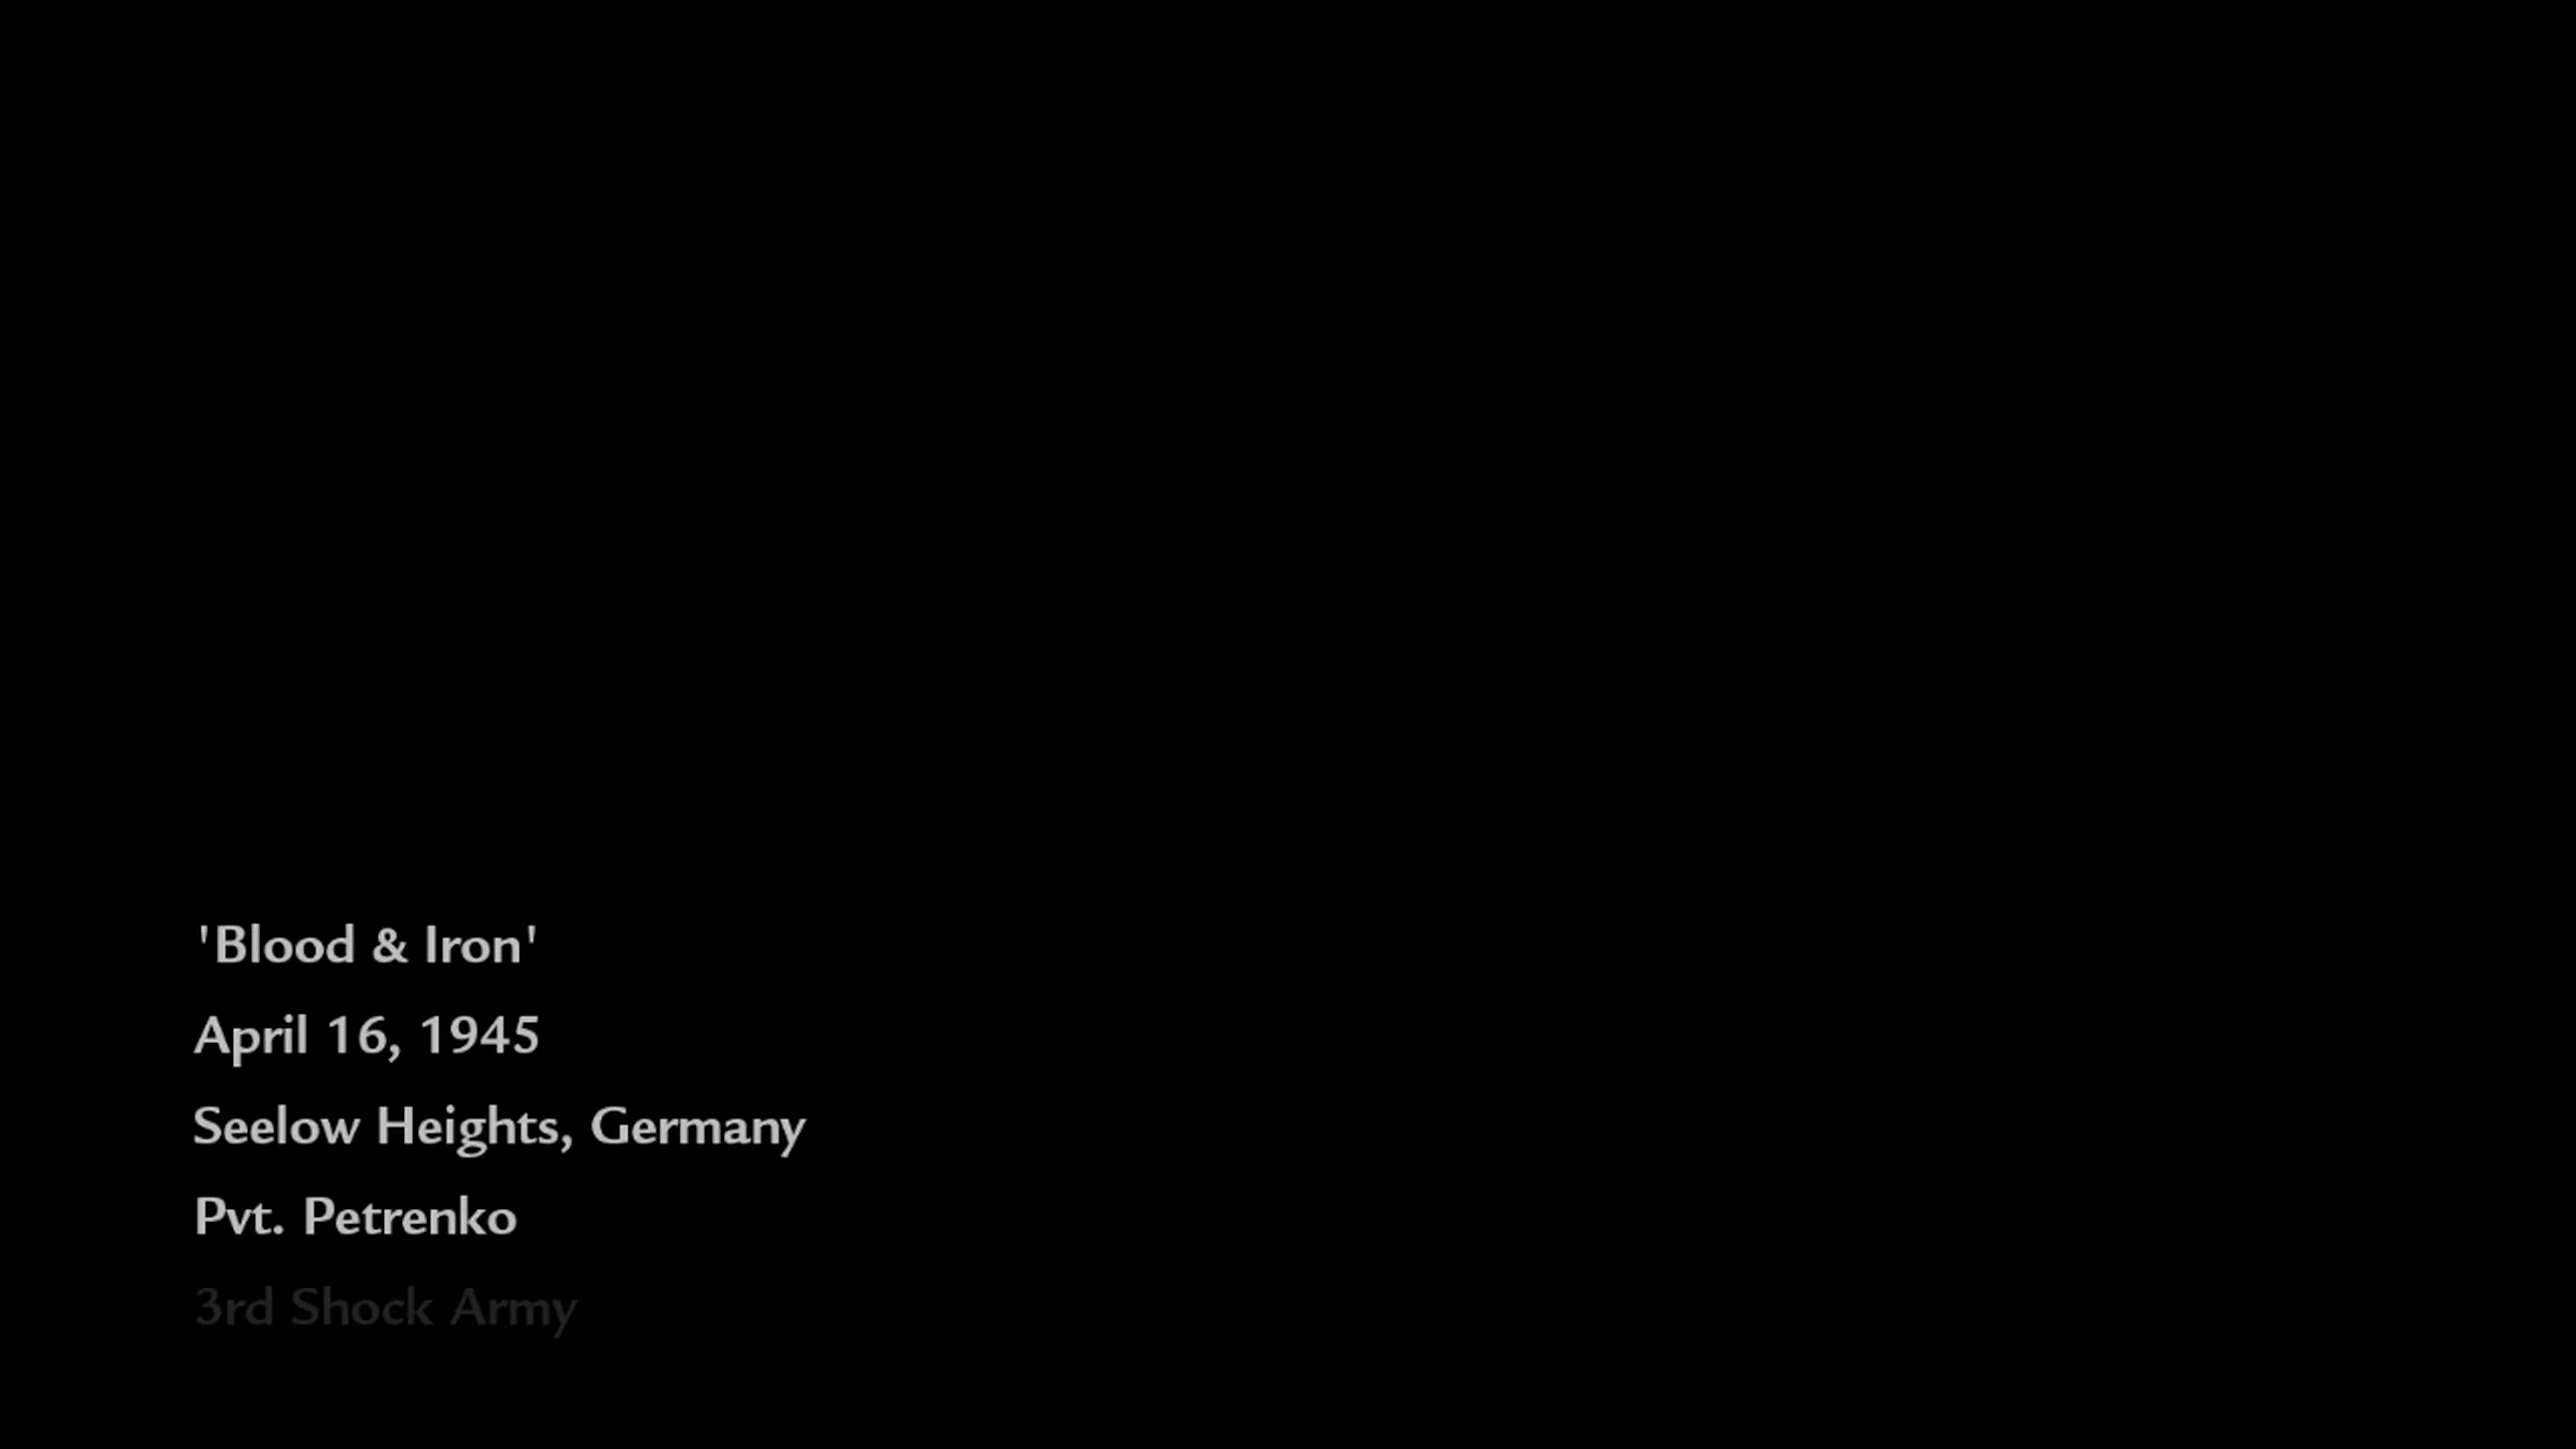 'Blood & Iron'
April 16, 1945
Seelow Heights, Germany
Pvt. Petrenko
3rd Shock Army